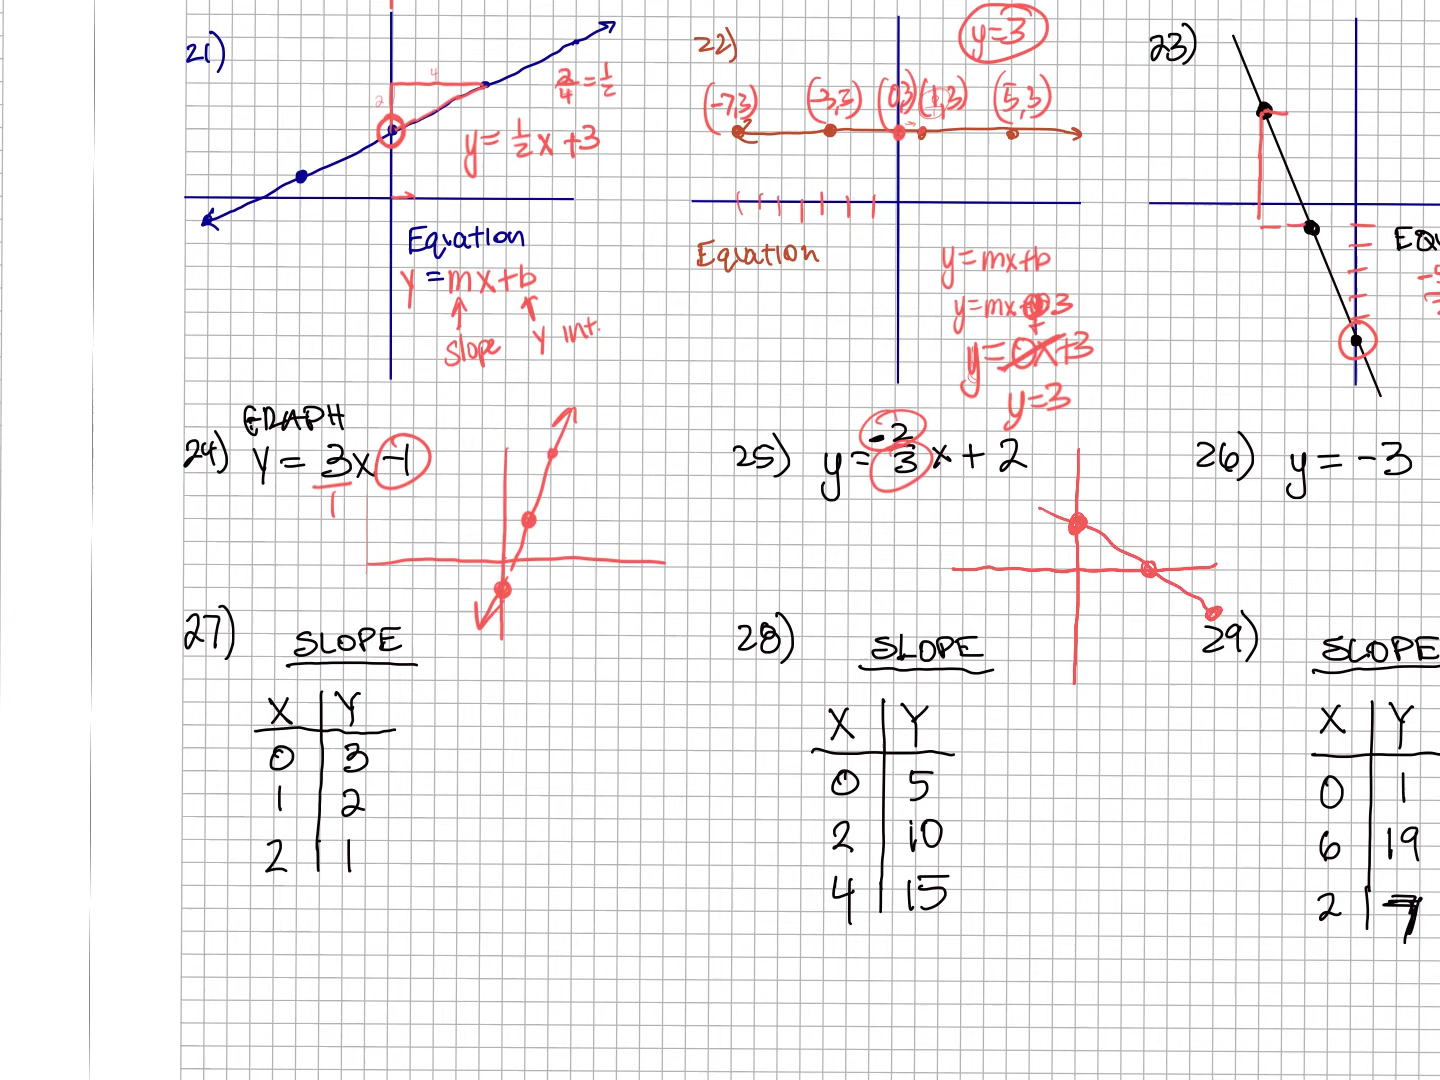 21)
4
2
2/4 = 1/2
y = 1/2 x + 3
Equation
y = mx + b
slope
y int.
22)
y = 3
(-7,3) (-3,3) (0,3) (1,3) (5,3)
Equation
y = mx + b
y = mx + 3
y = 0x + 3
y = 3
23)
EQU
GRAPH
24) y = 3x - 1
1
25) y = -2/3 x + 2
26) y = -3
27) SLOPE
X Y
0 3
1 2
2 1
28) SLOPE
X Y
0 5
2 10
4 15
29) SLOPE
X Y
0 1
6 19
2 7